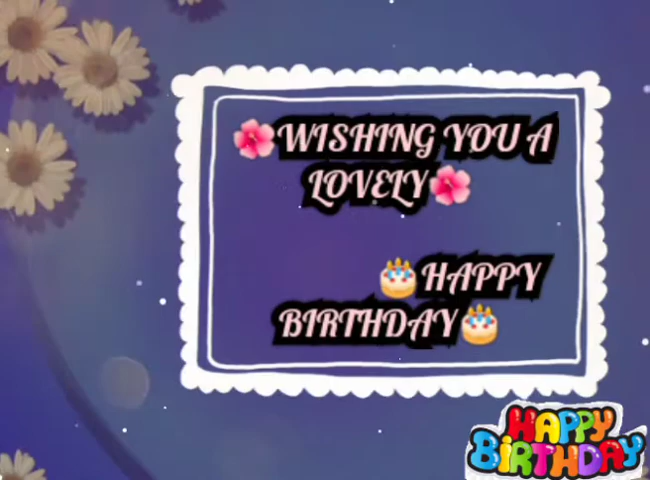 🌺WISHING YOU A
LOVELY🌺
🎂HAPPY
BIRTHDAY🎂
HAPPY
BIRTHDAY